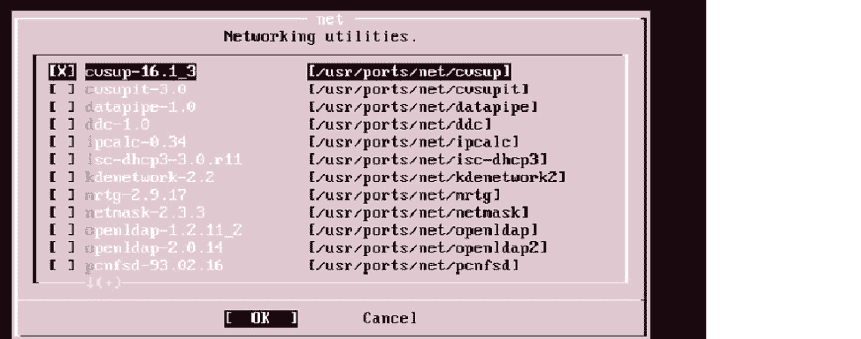 net
Networking utilities.
[X] cvsup-16.1_3 [/usr/ports/net/cvsup]
[ ] cvsupit-3.0 [/usr/ports/net/cvsupit]
[ ] datapipe-1.0 [/usr/ports/net/datapipe]
[ ] ddc-1.0 [/usr/ports/net/ddc]
[ ] ipcalc-0.34 [/usr/ports/net/ipcalc]
[ ] isc-dhcp3-3.0.r11 [/usr/ports/net/isc-dhcp3]
[ ] kdenetwork-2.2 [/usr/ports/net/kdenetwork2]
[ ] mrtg-2.9.17 [/usr/ports/net/mrtg]
[ ] netmask-2.3.3 [/usr/ports/net/netmask]
[ ] openldap-1.2.11_2 [/usr/ports/net/openldap]
[ ] openldap-2.0.14 [/usr/ports/net/openldap2]
[ ] pcnfsd-93.02.16 [/usr/ports/net/pcnfsd]
↓(+)
[ OK ] Cancel